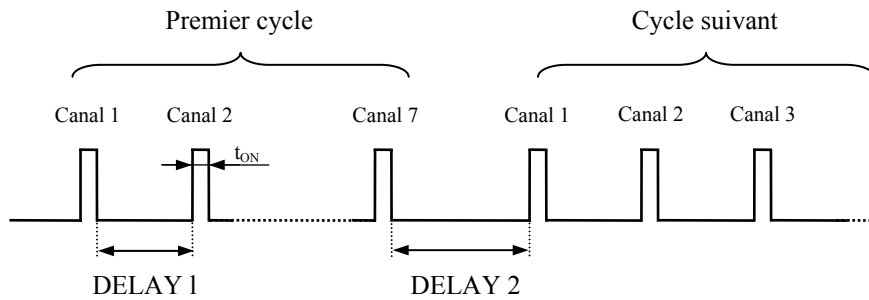 Premier cycle
Cycle suivant
Canal 1
Canal 2
Canal 7
Canal 1
Canal 2
Canal 3
tON
DELAY 1
DELAY 2